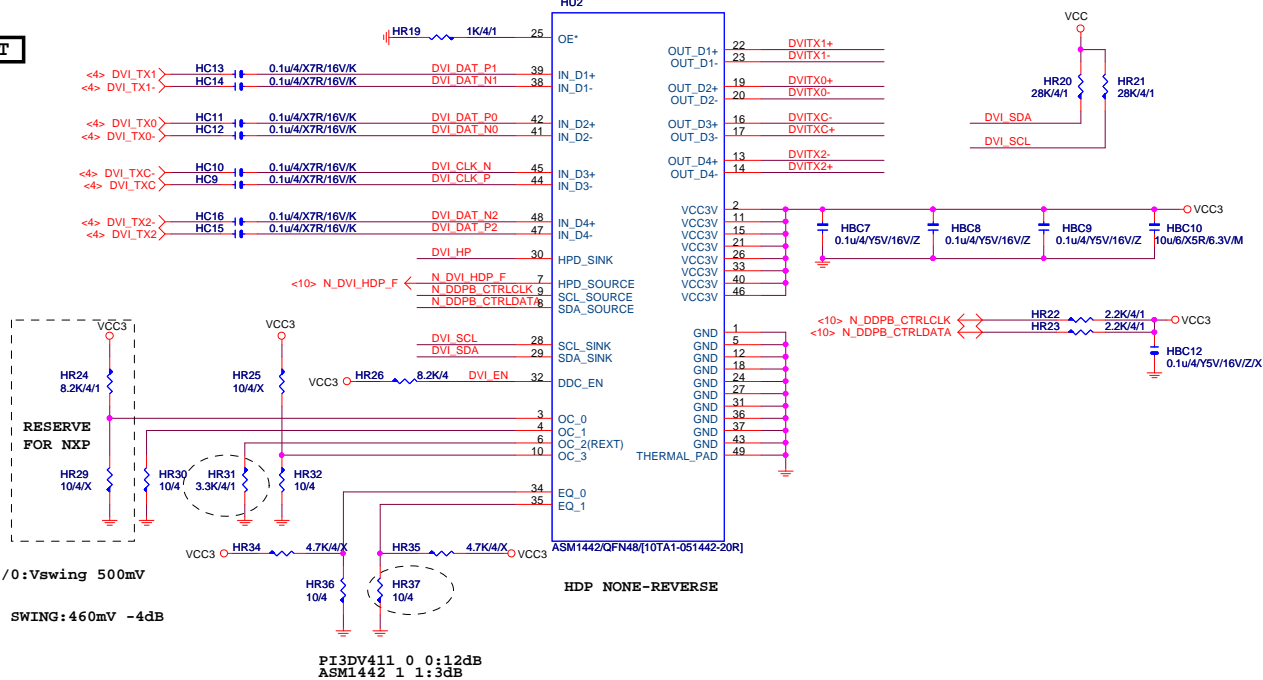 HU2
T
HR19 1K/4/1 25 OE*
<4> DVI_TX1 HC13 0.1u/4/X7R/16V/K DVI_DAT_P1 39 IN_D1+
<4> DVI_TX1- HC14 0.1u/4/X7R/16V/K DVI_DAT_N1 38 IN_D1-
<4> DVI_TX0 HC11 0.1u/4/X7R/16V/K DVI_DAT_P0 42 IN_D2+
<4> DVI_TX0- HC12 0.1u/4/X7R/16V/K DVI_DAT_N0 41 IN_D2-
<4> DVI_TXC- HC10 0.1u/4/X7R/16V/K DVI_CLK_N 45 IN_D3+
<4> DVI_TXC HC9 0.1u/4/X7R/16V/K DVI_CLK_P 44 IN_D3-
<4> DVI_TX2- HC16 0.1u/4/X7R/16V/K DVI_DAT_N2 48 IN_D4+
<4> DVI_TX2 HC15 0.1u/4/X7R/16V/K DVI_DAT_P2 47 IN_D4-
DVI_HP 30 HPD_SINK
<10> N_DVI_HDP_F N_DVI_HDP_F 7 HPD_SOURCE
N_DDPB_CTRLCLK 9 SCL_SOURCE
N_DDPB_CTRLDATA 8 SDA_SOURCE
DVI_SCL 28 SCL_SINK
DVI_SDA 29 SDA_SINK
VCC3 HR26 8.2K/4 DVI_EN 32 DDC_EN
3 OC_0
4 OC_1
6 OC_2(REXT)
10 OC_3
34 EQ_0
35 EQ_1
OUT_D1+ 22 DVITX1+
OUT_D1- 23 DVITX1-
OUT_D2+ 19 DVITX0+
OUT_D2- 20 DVITX0-
OUT_D3+ 16 DVITXC-
OUT_D3- 17 DVITXC+
OUT_D4+ 13 DVITX2-
OUT_D4- 14 DVITX2+
VCC3V 2
VCC3V 11
VCC3V 15
VCC3V 21
VCC3V 26
VCC3V 33
VCC3V 40
VCC3V 46
GND 1
GND 5
GND 12
GND 18
GND 24
GND 27
GND 31
GND 36
GND 37
GND 43
THERMAL_PAD 49
VCC
HR20 28K/4/1
HR21 28K/4/1
DVI_SDA
DVI_SCL
VCC3
HBC7 0.1u/4/Y5V/16V/Z
HBC8 0.1u/4/Y5V/16V/Z
HBC9 0.1u/4/Y5V/16V/Z
HBC10 10u/6/X5R/6.3V/M
<10> N_DDPB_CTRLCLK HR22 2.2K/4/1 VCC3
<10> N_DDPB_CTRLDATA HR23 2.2K/4/1
HBC12 0.1u/4/Y5V/16V/Z/X
VCC3 VCC3
HR24 8.2K/4/1
HR25 10/4/X
RESERVE
FOR NXP
HR29 10/4/X
HR30 10/4
HR31 3.3K/4/1
HR32 10/4
VCC3 HR34 4.7K/4/X
HR35 4.7K/4/X VCC3
HR36 10/4
HR37 10/4
ASM1442/QFN48/[10TA1-051442-20R]
HDP NONE-REVERSE
/0:Vswing 500mV
SWING:460mV -4dB
PI3DV411 0 0:12dB
ASM1442 1 1:3dB